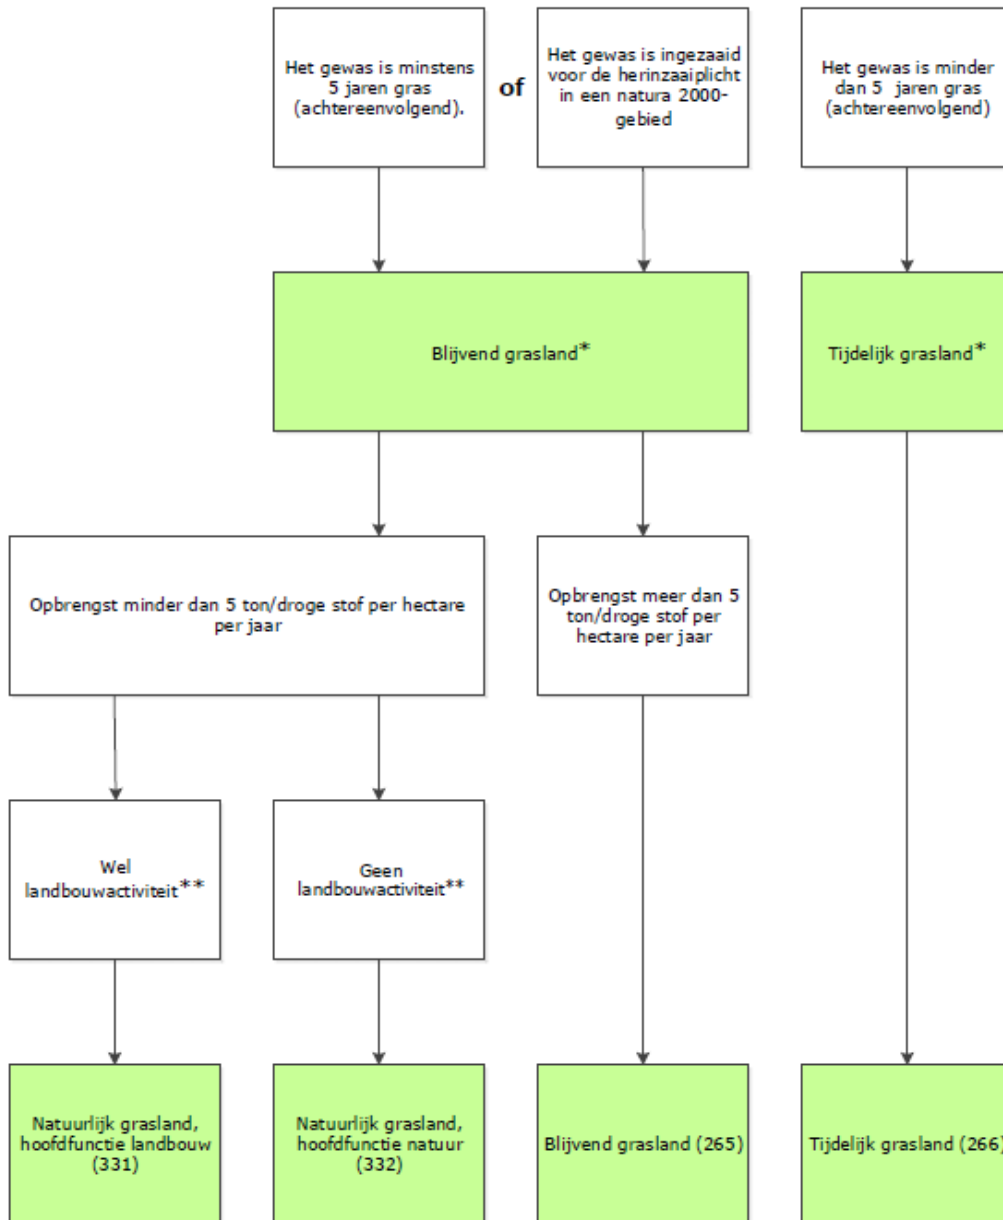 Het gewas is minstens
5 jaren gras
(achtereenvolgend).
of
Het gewas is ingezaaid
voor de herinzaaiplicht
in een natura 2000-
gebied
Het gewas is minder
dan 5 jaren gras
(achtereenvolgend)
Blijvend grasland*
Tijdelijk grasland*
Opbrengst minder dan 5 ton/droge stof per hectare
per jaar
Opbrengst meer dan 5
ton/droge stof per
hectare per jaar
Wel
landbouwactiviteit**
Geen
landbouwactiviteit**
Natuurlijk grasland,
hoofdfunctie landbouw
(331)
Natuurlijk grasland,
hoofdfunctie natuur
(332)
Blijvend grasland (265)
Tijdelijk grasland (266)